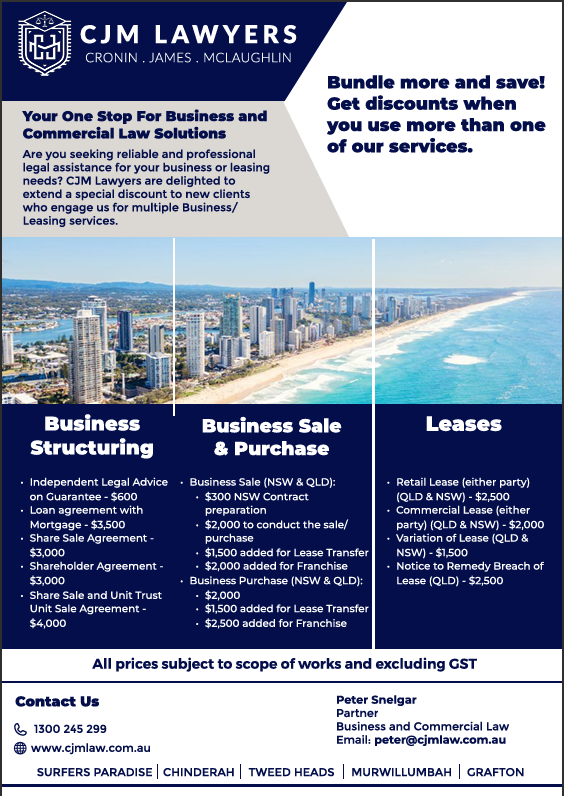 CJM LAWYERS
CRONIN . JAMES . MCLAUGHLIN
Bundle more and save!
Get discounts when
you use more than one
of our services.
Your One Stop For Business and
Commercial Law Solutions
Are you seeking reliable and professional
legal assistance for your business or leasing
needs? CJM Lawyers are delighted to
extend a special discount to new clients
who engage us for multiple Business/
Leasing services.
Business
Structuring
• Independent Legal Advice
on Guarantee - $600
• Loan agreement with
Mortgage - $3,500
• Share Sale Agreement -
$3,000
• Shareholder Agreement -
$3,000
• Share Sale and Unit Trust
Unit Sale Agreement -
$4,000
Business Sale
& Purchase
• Business Sale (NSW & QLD):
• $300 NSW Contract
preparation
• $2,000 to conduct the sale/
purchase
• $1,500 added for Lease Transfer
• $2,000 added for Franchise
• Business Purchase (NSW & QLD):
• $2,000
• $1,500 added for Lease Transfer
• $2,500 added for Franchise
Leases
• Retail Lease (either party)
(QLD & NSW) - $2,500
• Commercial Lease (either
party) (QLD & NSW) - $2,000
• Variation of Lease (QLD &
NSW) - $1,500
• Notice to Remedy Breach of
Lease (QLD) - $2,500
All prices subject to scope of works and excluding GST
Contact Us
1300 245 299
www.cjmlaw.com.au
Peter Snelgar
Partner
Business and Commercial Law
Email: peter@cjmlaw.com.au
SURFERS PARADISE | CHINDERAH | TWEED HEADS | MURWILLUMBAH | GRAFTON